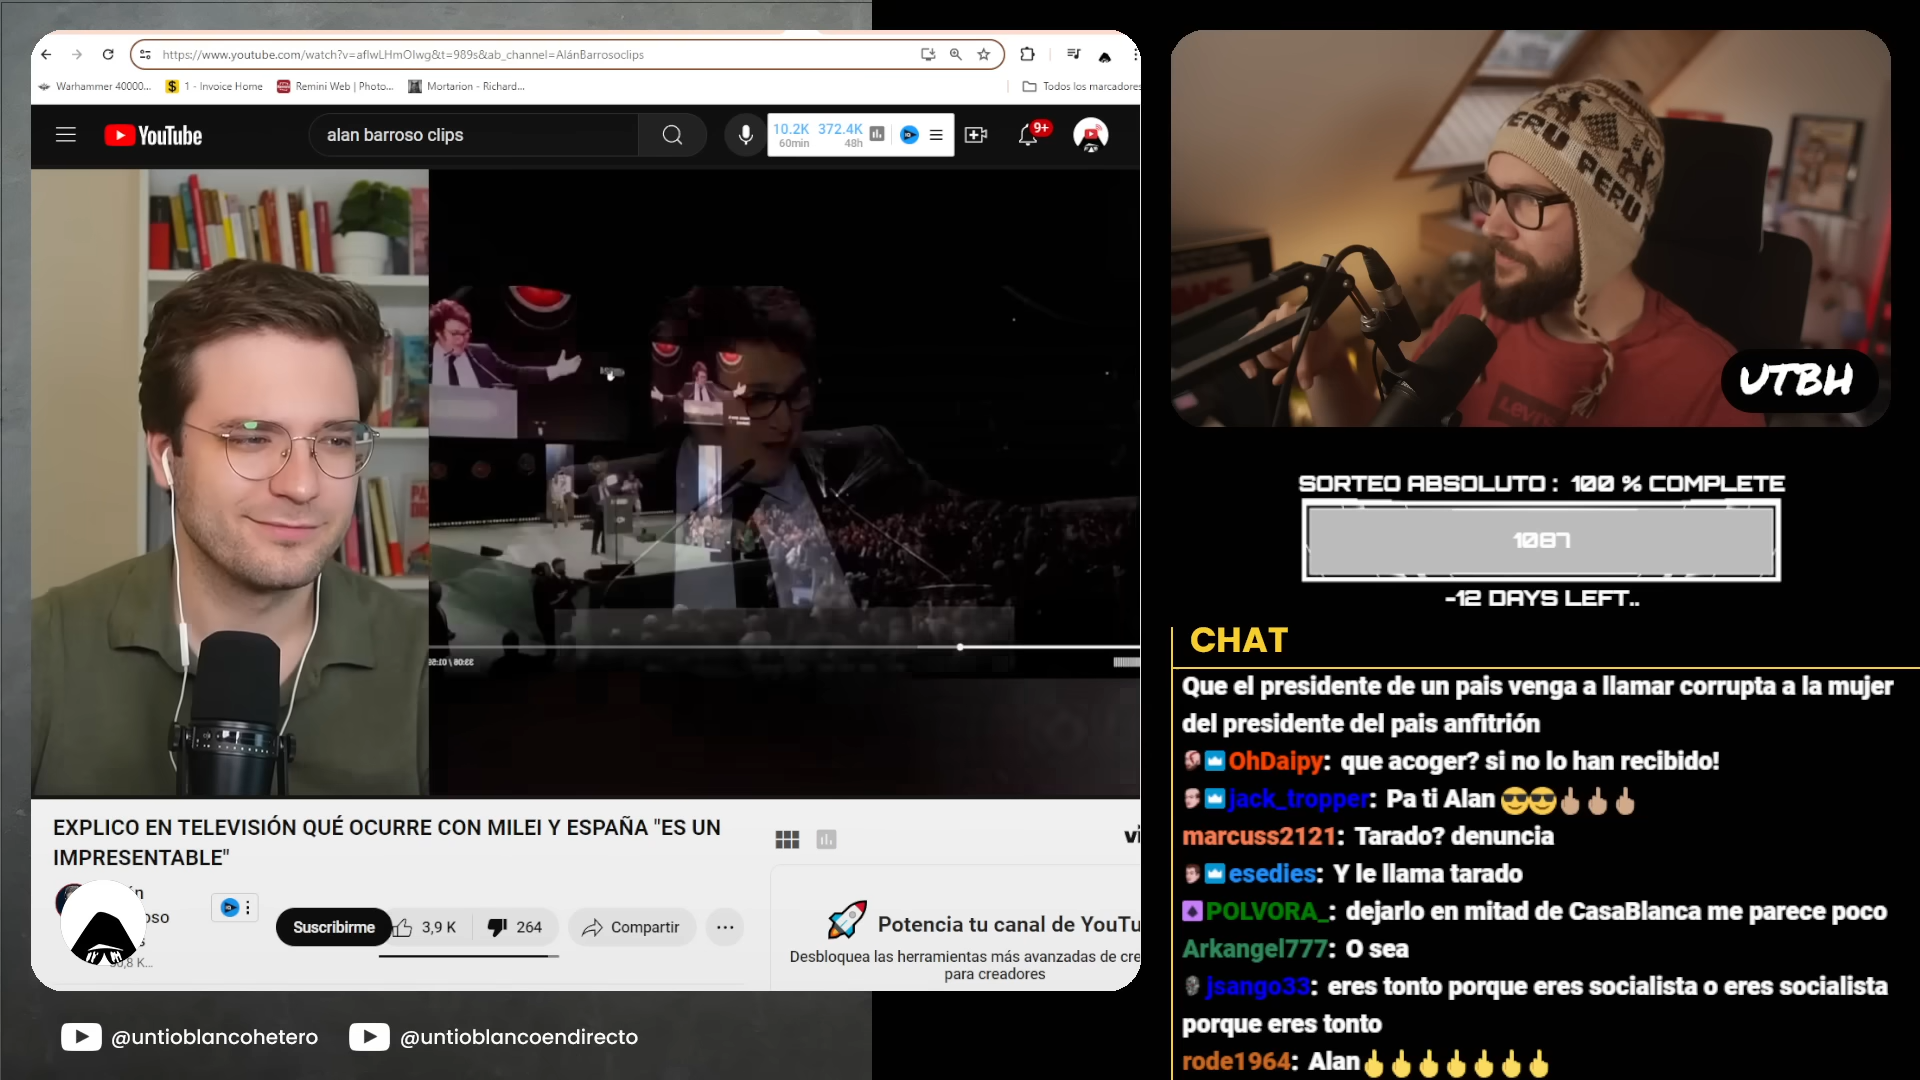 https://www.youtube.com/watch?v=aflwLHmOlwg&t=989s&ab_channel=AlánBarrosoclips
Warhammer 40000...
1 - Invoice Home
Remini Web | Photo...
Mortarion - Richard...
Todos los marcadores
YouTube
alan barroso clips
10.2K 372.4K
60min 48h
9+
PERU PERU
Levi's
UTBH
SORTEO ABSOLUTO : 100 % COMPLETE
1087
-12 DAYS LEFT..
CHAT
Que el presidente de un pais venga a llamar corrupta a la mujer
del presidente del pais anfitrión
OhDaipy: que acoger? si no lo han recibido!
jack_tropper: Pa ti Alan 😎😎🖕🏽🖕🏽🖕🏽
marcuss2121: Tarado? denuncia
esedies: Y le llama tarado
POLVORA_: dejarlo en mitad de CasaBlanca me parece poco
Arkangel777: O sea
jsango33: eres tonto porque eres socialista o eres socialista
porque eres tonto
rode1964: Alan🖕🖕🖕🖕🖕🖕🖕
EXPLICO EN TELEVISIÓN QUÉ OCURRE CON MILEI Y ESPAÑA "ES UN
IMPRESENTABLE"
Suscribirme
3,9 K
264
Compartir
Potencia tu canal de YouTu
Desbloquea las herramientas más avanzadas de cre
para creadores
@untioblancohetero
@untioblancoendirecto